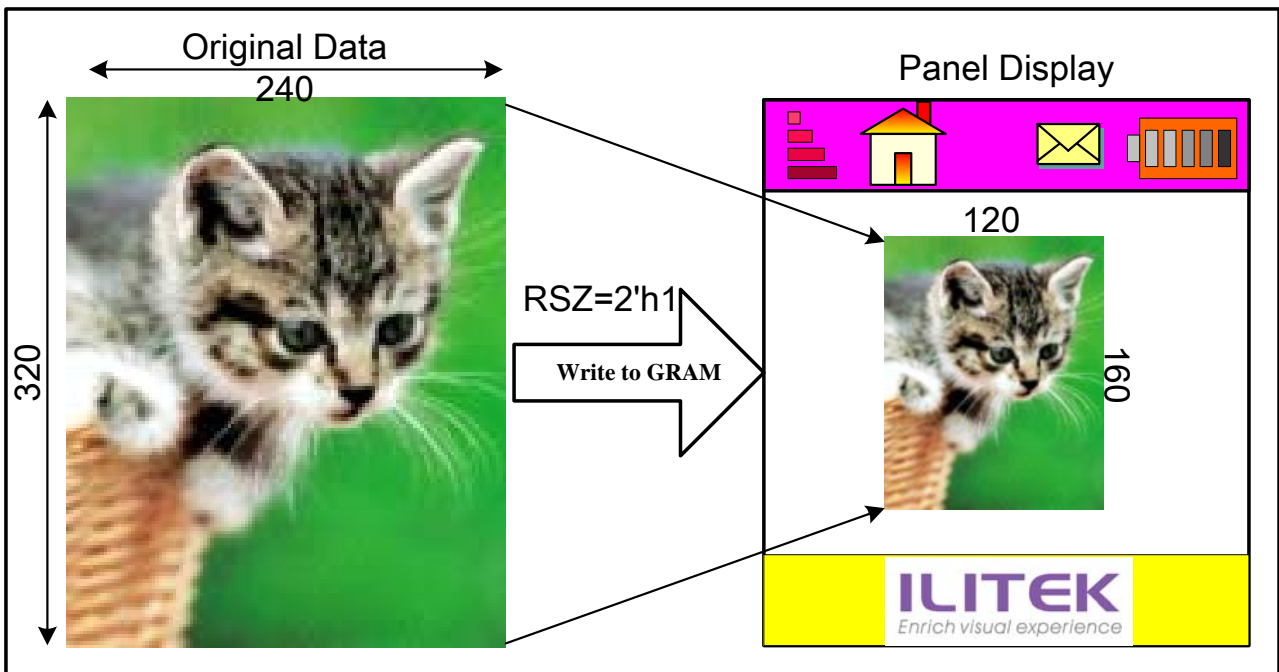 Original Data
240
320
RSZ=2'h1
Write to GRAM
Panel Display
120
160
ILITEK
Enrich visual experience